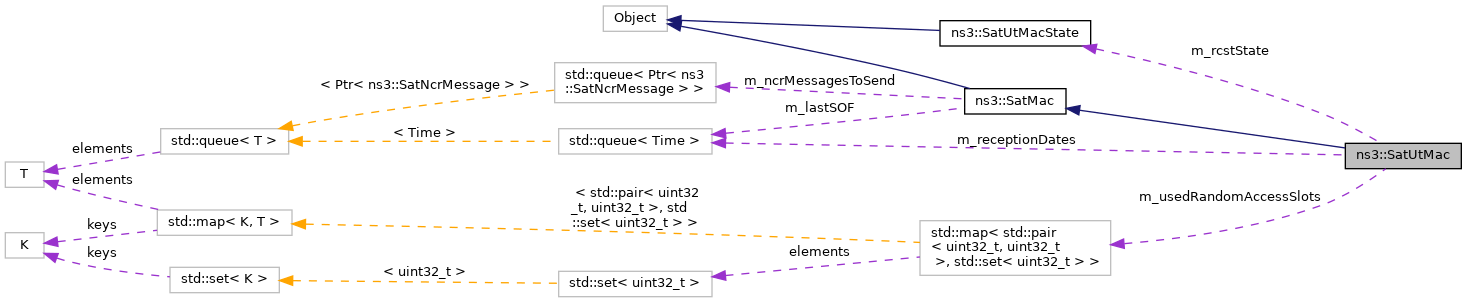 Object
ns3::SatUtMacState
m_rcstState
std::queue< Ptr< ns3
::SatNcrMessage > >
< Ptr< ns3::SatNcrMessage > >
m_ncrMessagesToSend
ns3::SatMac
m_lastSOF
std::queue< T >
< Time >
std::queue< Time >
m_receptionDates
elements
ns3::SatUtMac
T
elements
< std::pair< uint32
_t, uint32_t >, std
::set< uint32_t > >
m_usedRandomAccessSlots
std::map< K, T >
keys
K
keys
std::map< std::pair
< uint32_t, uint32_t
>, std::set< uint32_t > >
elements
std::set< K >
< uint32_t >
std::set< uint32_t >